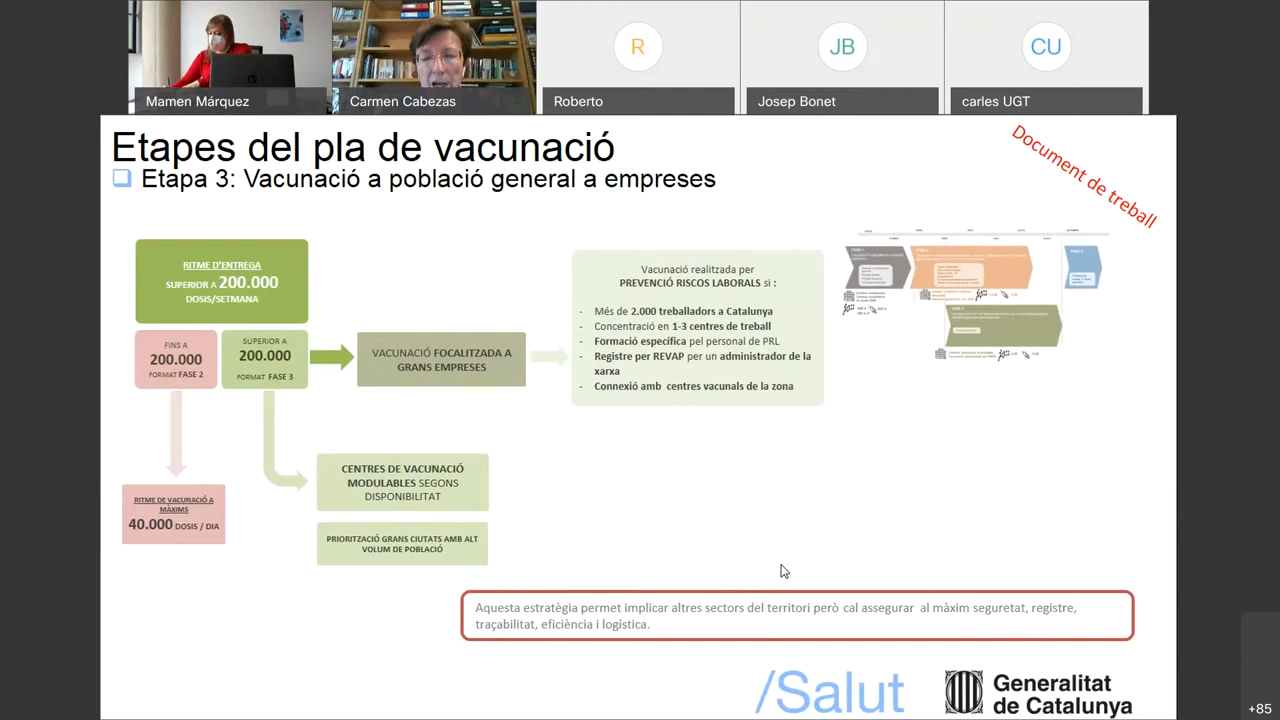 Mamen Márquez
Carmen Cabezas
R
Roberto
JB
Josep Bonet
CU
carles UGT
Etapes del pla de vacunació
Etapa 3: Vacunació a població general a empreses
Document de treball
RITME D'ENTREGA
SUPERIOR A 200.000
DOSIS/SETMANA
FINS A
200.000
FORMAT FASE 2
SUPERIOR A
200.000
FORMAT FASE 3
VACUNACIÓ FOCALITZADA A
GRANS EMPRESES
Vacunació realitzada per
PREVENCIÓ RISCOS LABORALS si :
- Més de 2.000 treballadors a Catalunya
- Concentració en 1-3 centres de treball
- Formació específica pel personal de PRL
- Registre per REVAP per un administrador de la
xarxa
- Connexió amb centres vacunals de la zona
RITME DE VACUNACIÓ A
MÀXIMS
40.000 DOSIS / DIA
CENTRES DE VACUNACIÓ
MODULABLES SEGONS
DISPONIBILITAT
PRIORITZACIÓ GRANS CIUTATS AMB ALT
VOLUM DE POBLACIÓ
Aquesta estratègia permet implicar altres sectors del territori però cal assegurar al màxim seguretat, registre,
traçabilitat, eficiència i logística.
/Salut
Generalitat
de Catalunya
+85